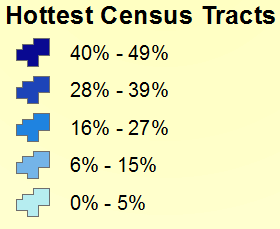 Hottest Census Tracts
40% - 49%
28% - 39%
16% - 27%
6% - 15%
0% - 5%